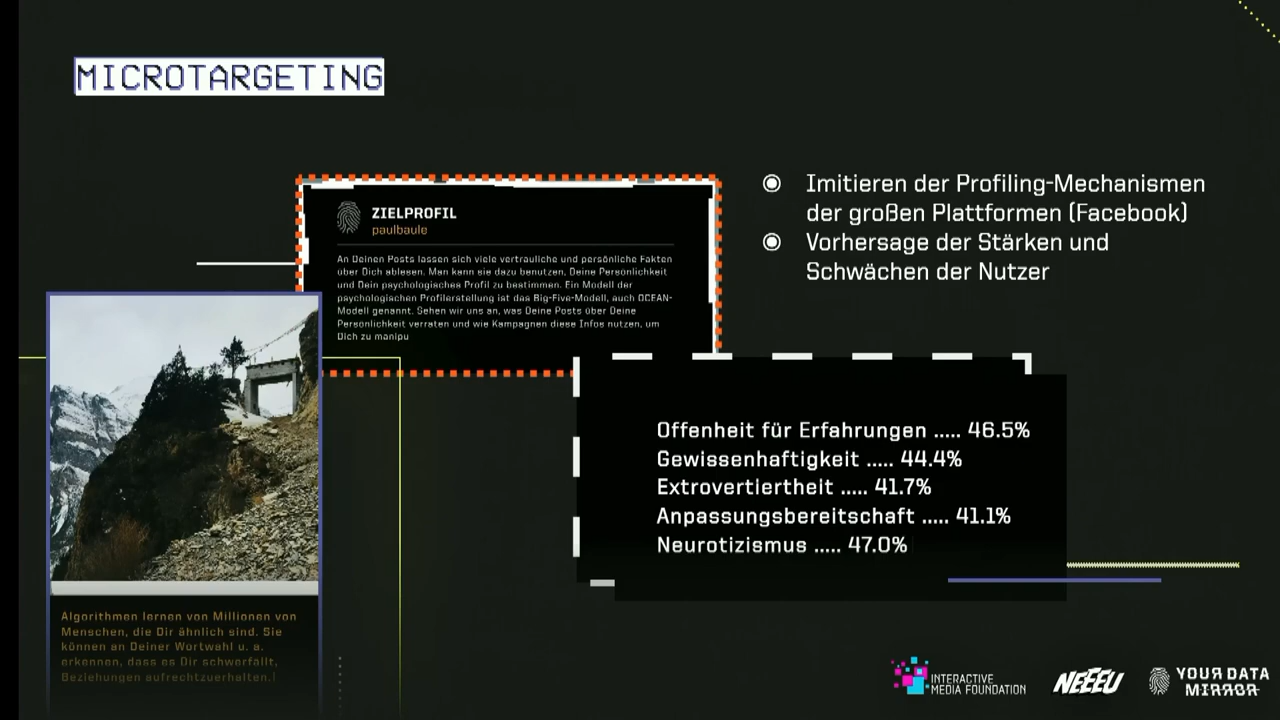 MICROTARGETING
ZIELPROFIL
paulbaule
An Deinen Posts lassen sich viele vertrauliche und persönliche Fakten
über Dich ablesen. Man kann sie dazu benutzen, Deine Persönlichkeit
und Dein psychologisches Profil zu bestimmen. Ein Modell der
psychologischen Profilerstellung ist das Big-Five-Modell, auch OCEAN-
Modell genannt. Sehen wir uns an, was Deine Posts über Deine
Persönlichkeit verraten und wie Kampagnen diese Infos nutzen, um
Dich zu manipu
Imitieren der Profiling-Mechanismen
der großen Plattformen (Facebook)
Vorhersage der Stärken und
Schwächen der Nutzer
Offenheit für Erfahrungen ..... 46.5%
Gewissenhaftigkeit ..... 44.4%
Extrovertiertheit ..... 41.7%
Anpassungsbereitschaft ..... 41.1%
Neurotizismus ..... 47.0%
Algorithmen lernen von Millionen von
Menschen, die Dir ähnlich sind. Sie
können an Deiner Wortwahl u. a.
erkennen, dass es Dir schwerfällt,
Beziehungen aufrechtzuerhalten.
INTERACTIVE
MEDIA FOUNDATION
NEEEU
YOUR DATA
MIRROR